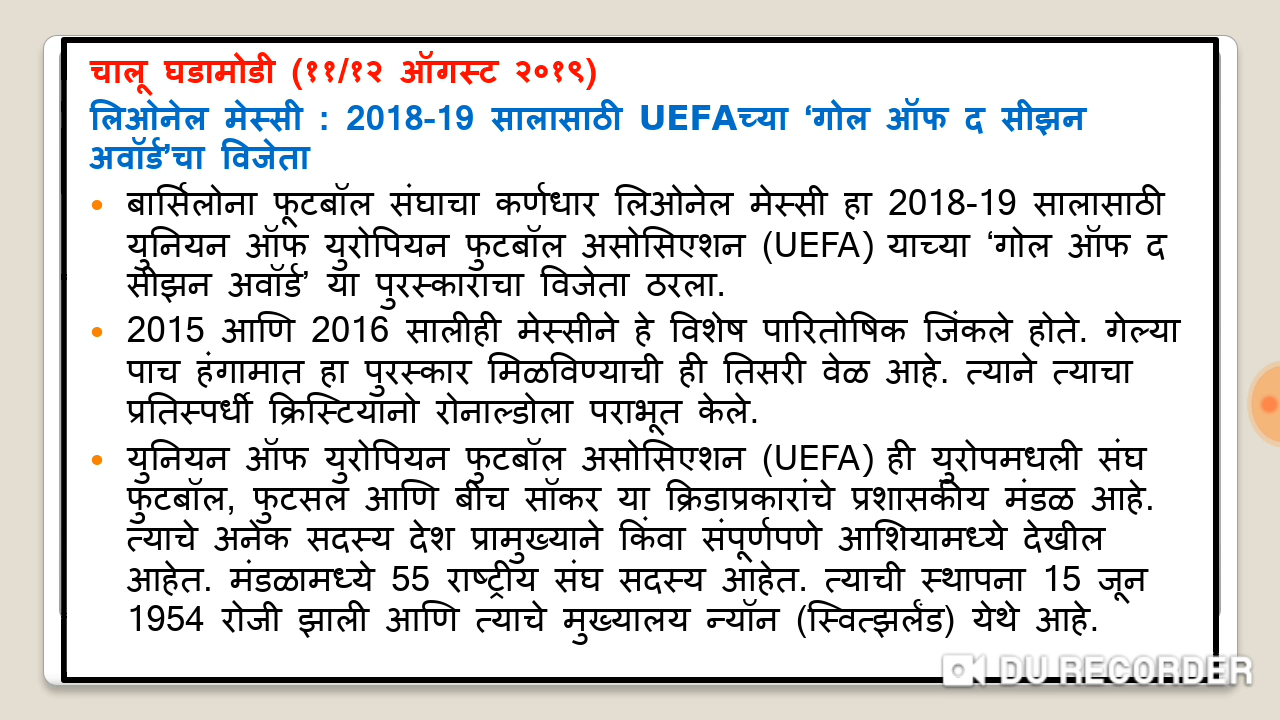 चालू घडामोडी (११/१२ ऑगस्ट २०१९)
लिओनेल मेस्सी : 2018-19 सालासाठी UEFAच्या ‘गोल ऑफ द सीझन
अवॉर्ड’चा विजेता
• बार्सिलोना फूटबॉल संघाचा कर्णधार लिओनेल मेस्सी हा 2018-19 सालासाठी
युनियन ऑफ युरोपियन फुटबॉल असोसिएशन (UEFA) याच्या ‘गोल ऑफ द
सीझन अवॉर्ड’ या पुरस्काराचा विजेता ठरला.
• 2015 आणि 2016 सालीही मेस्सीने हे विशेष पारितोषिक जिंकले होते. गेल्या
पाच हंगामात हा पुरस्कार मिळविण्याची ही तिसरी वेळ आहे. त्याने त्याचा
प्रतिस्पर्धी क्रिस्टियानो रोनाल्डोला पराभूत केले.
• युनियन ऑफ युरोपियन फुटबॉल असोसिएशन (UEFA) ही युरोपमधली संघ
फुटबॉल, फुटसल आणि बीच सॉकर या क्रिडाप्रकारांचे प्रशासकीय मंडळ आहे.
त्याचे अनेक सदस्य देश प्रामुख्याने किंवा संपूर्णपणे आशियामध्ये देखील
आहेत. मंडळामध्ये 55 राष्ट्रीय संघ सदस्य आहेत. त्याची स्थापना 15 जून
1954 रोजी झाली आणि त्याचे मुख्यालय न्यॉन (स्वित्झर्लंड) येथे आहे.
DU RECORDER